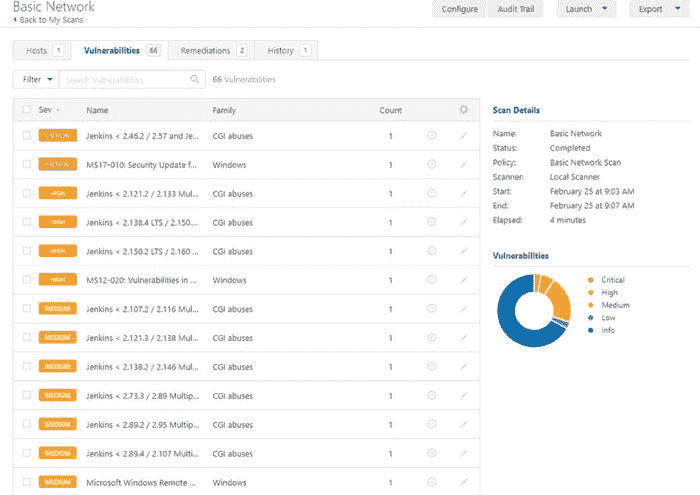 Basic Network
Back to My Scans
Configure Audit Trail Launch Export
Hosts 1 Vulnerabilities 66 Remediations 2 History 1
Filter Search Vulnerabilities 66 Vulnerabilities
Sev Name Family Count
CRITICAL Jenkins < 2.46.2 / 2.57 and Je... CGI abuses 1
CRITICAL MS17-010: Security Update f... Windows 1
HIGH Jenkins < 2.121.2 / 2.133 Mul... CGI abuses 1
HIGH Jenkins < 2.138.4 LTS / 2.150.... CGI abuses 1
HIGH Jenkins < 2.150.2 LTS / 2.160 ... CGI abuses 1
HIGH MS12-020: Vulnerabilities in ... Windows 1
MEDIUM Jenkins < 2.107.2 / 2.116 Mul... CGI abuses 1
MEDIUM Jenkins < 2.121.3 / 2.138 Mul... CGI abuses 1
MEDIUM Jenkins < 2.138.2 / 2.146 Mul... CGI abuses 1
MEDIUM Jenkins < 2.73.3 / 2.89 Multip... CGI abuses 1
MEDIUM Jenkins < 2.89.2 / 2.95 Multip... CGI abuses 1
MEDIUM Jenkins < 2.89.4 / 2.107 Multi... CGI abuses 1
MEDIUM Microsoft Windows Remote ... Windows 1
Scan Details
Name: Basic Network
Status: Completed
Policy: Basic Network Scan
Scanner: Local Scanner
Start: February 25 at 9:03 AM
End: February 25 at 9:07 AM
Elapsed: 4 minutes
Vulnerabilities
Critical
High
Medium
Low
Info